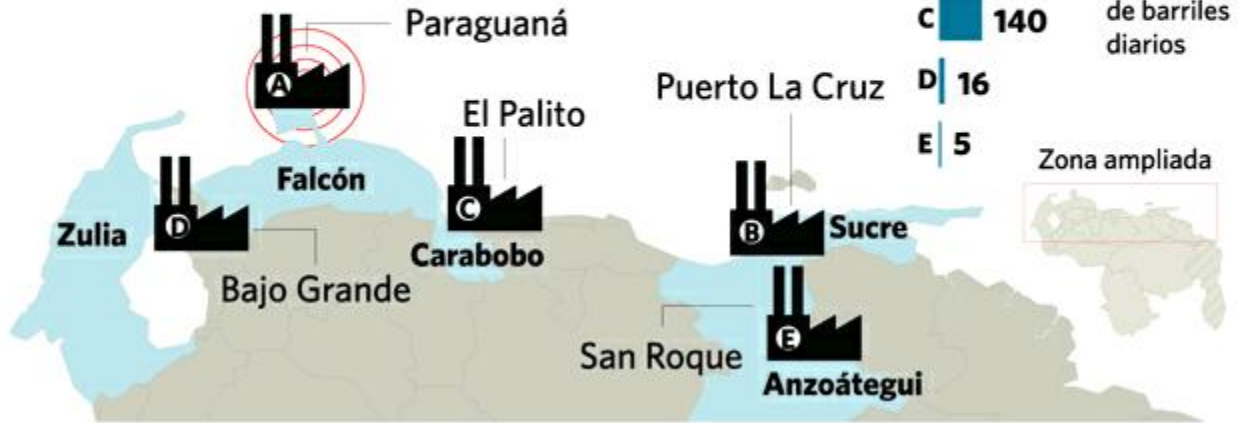 Paraguaná
C 140
de barriles
diarios
A
Puerto La Cruz
D 16
El Palito
E 5
Zona ampliada
Falcón
C
Zulia
D
B
Sucre
Carabobo
Bajo Grande
San Roque
E
Anzoátegui